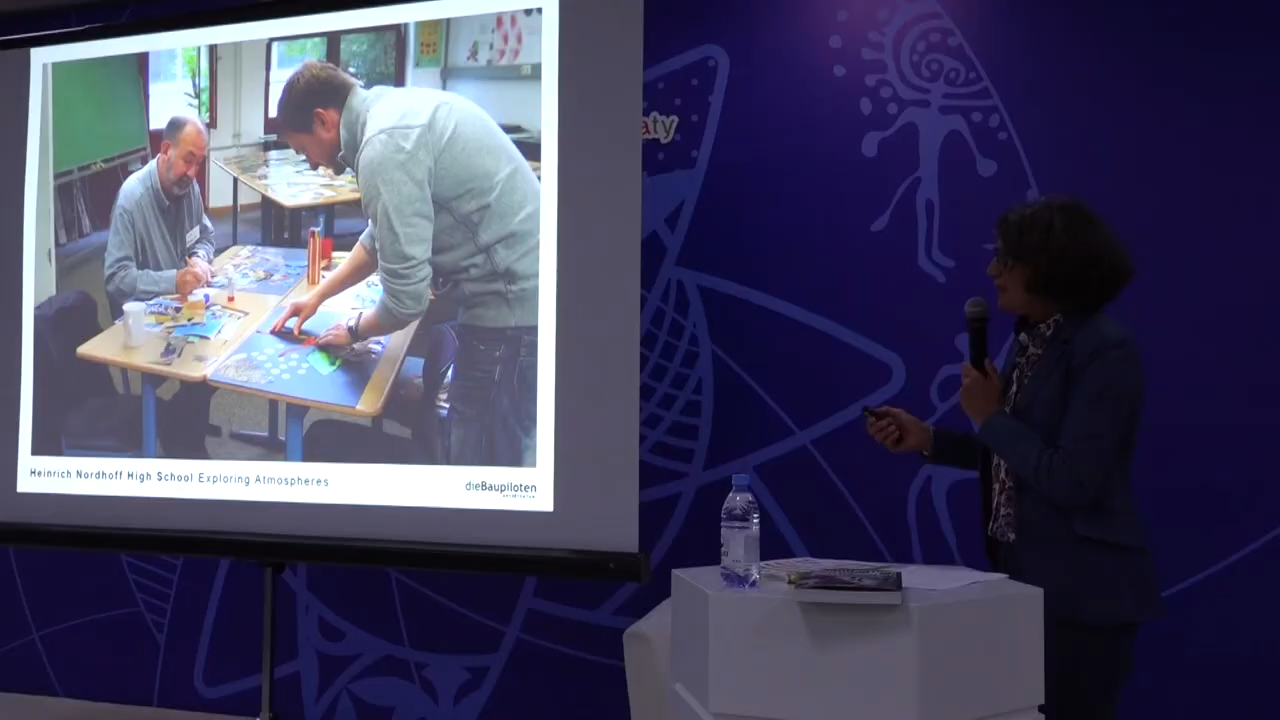 aty
Heinrich Nordhoff High School Exploring Atmospheres
dieBaupiloten